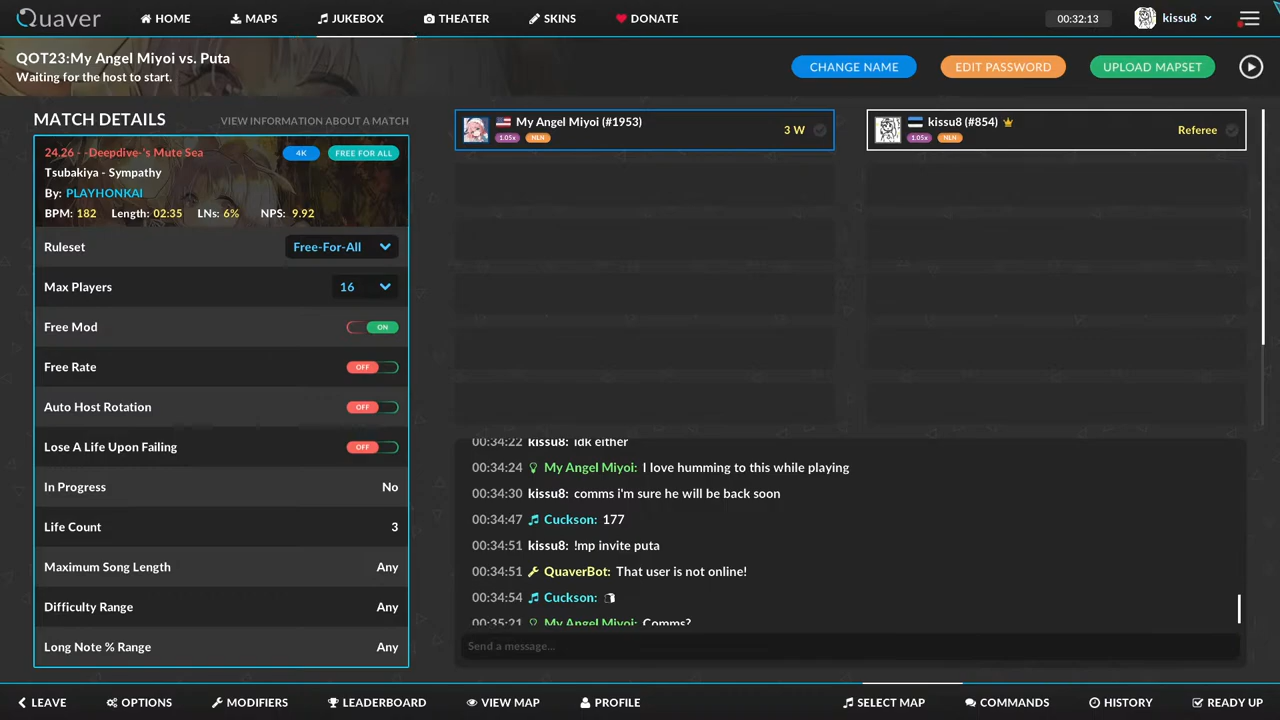 Quaver
HOME
MAPS
JUKEBOX
THEATER
SKINS
DONATE
00:32:13
kissu8
QOT23:My Angel Miyoi vs. Puta
Waiting for the host to start.
CHANGE NAME
EDIT PASSWORD
UPLOAD MAPSET
MATCH DETAILS
VIEW INFORMATION ABOUT A MATCH
24.26 - -Deepdive-'s Mute Sea
4K
FREE FOR ALL
Tsubakiya - Sympathy
By: PLAYHONKAI
BPM: 182 Length: 02:35 LNs: 6% NPS: 9.92
Ruleset Free-For-All
Max Players 16
Free Mod ON
Free Rate OFF
Auto Host Rotation OFF
Lose A Life Upon Failing OFF
In Progress No
Life Count 3
Maximum Song Length Any
Difficulty Range Any
Long Note % Range Any
My Angel Miyoi (#1953)
1.05x NLN
3 W
kissu8 (#854)
1.05x NLN
Referee
00:34:22 kissu8: idk either
00:34:24 My Angel Miyoi: I love humming to this while playing
00:34:30 kissu8: comms i'm sure he will be back soon
00:34:47 Cuckson: 177
00:34:51 kissu8: !mp invite puta
00:34:51 QuaverBot: That user is not online!
00:34:54 Cuckson:
00:35:21 My Angel Miyoi: Comms?
Send a message...
LEAVE
OPTIONS
MODIFIERS
LEADERBOARD
VIEW MAP
PROFILE
SELECT MAP
COMMANDS
HISTORY
READY UP